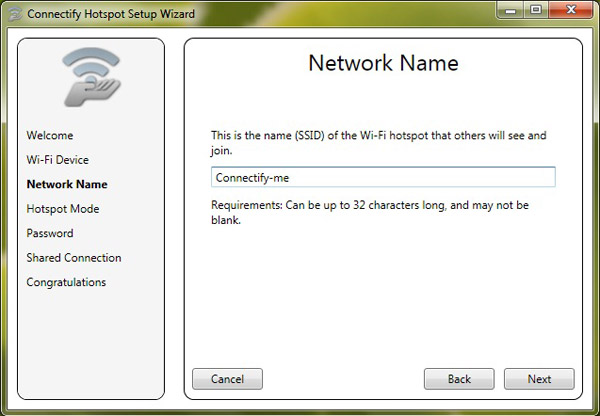 Connectify Hotspot Setup Wizard
Welcome
Wi-Fi Device
Network Name
Hotspot Mode
Password
Shared Connection
Congratulations
Network Name
This is the name (SSID) of the Wi-Fi hotspot that others will see and
join.
Connectify-me
Requirements: Can be up to 32 characters long, and may not be
blank.
Cancel
Back
Next